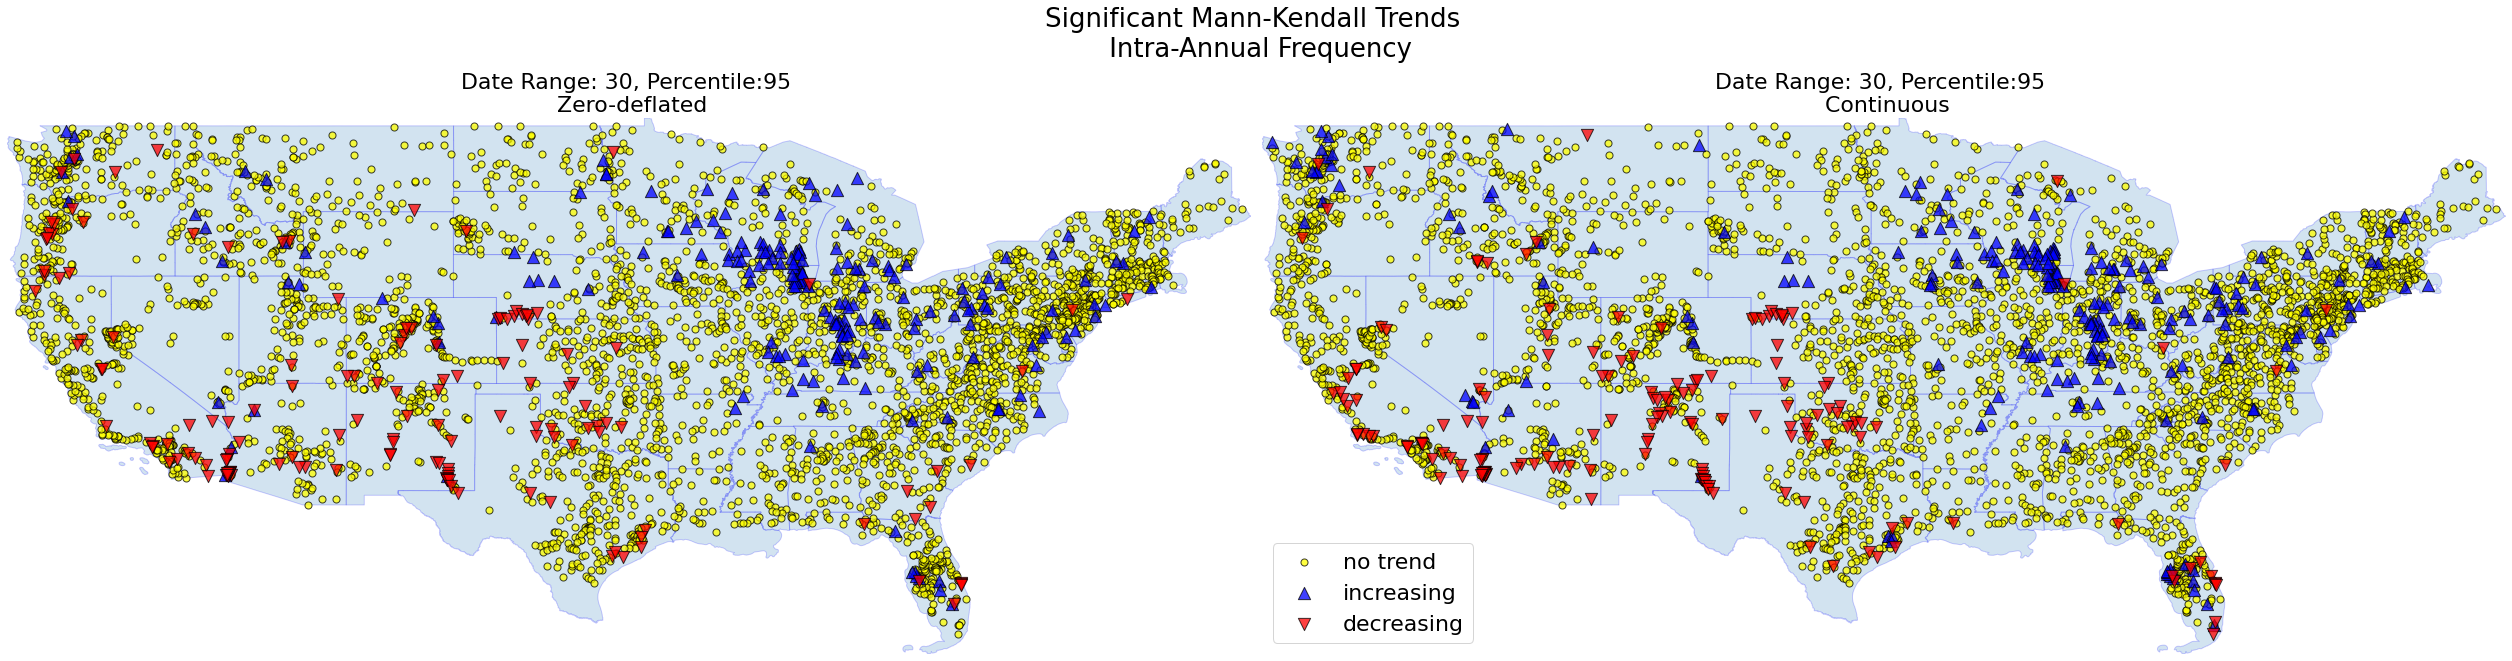 Significant Mann-Kendall Trends
Intra-Annual Frequency
Date Range: 30, Percentile:95
Zero-deflated
Date Range: 30, Percentile:95
Continuous
no trend
increasing
decreasing